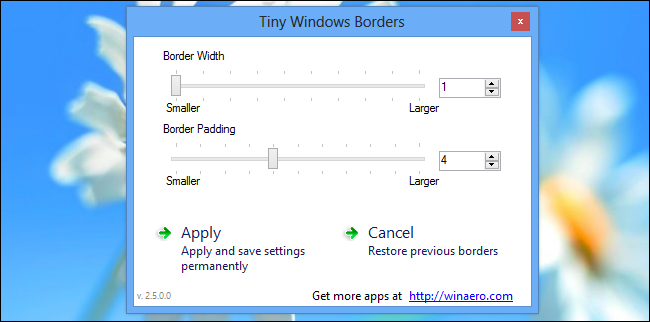 Tiny Windows Borders
x
Border Width
1
Smaller
Larger
Border Padding
4
Smaller
Larger
Apply
Apply and save settings
permanently
Cancel
Restore previous borders
v. 2.5.0.0
Get more apps at http://winaero.com